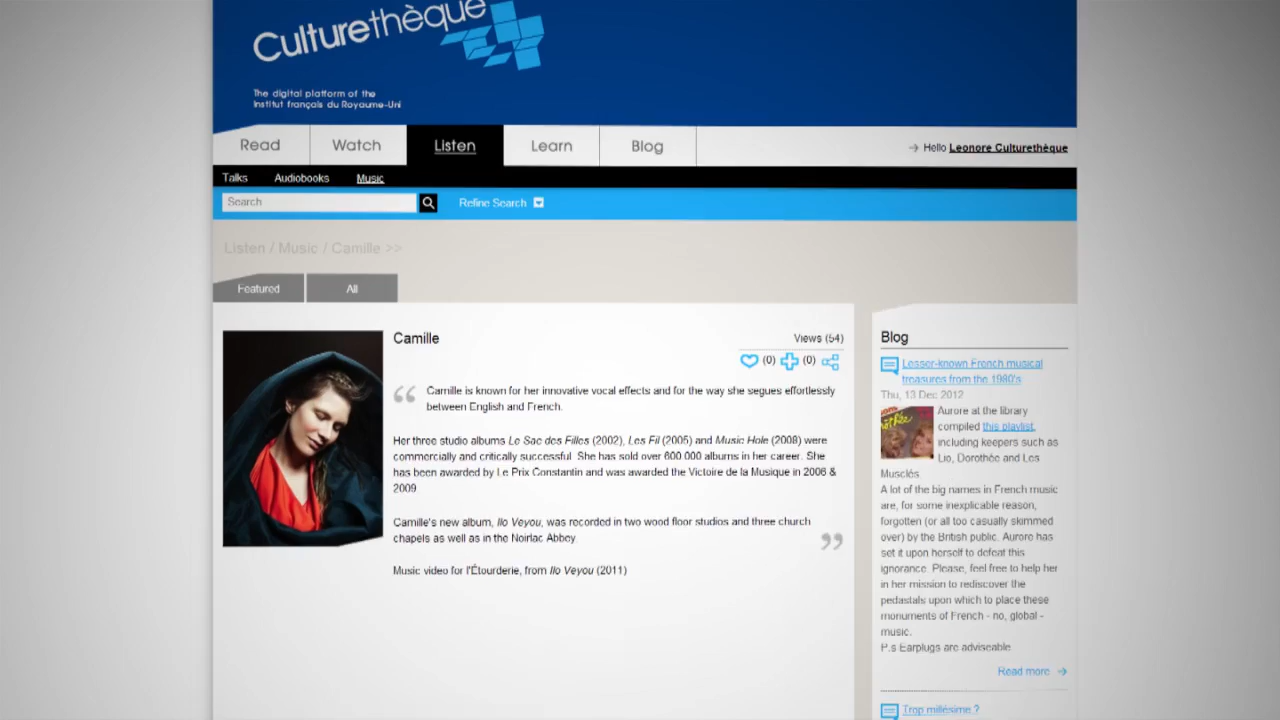 Culturethèque
The digital platform of the
Institut français du Royaume-Uni
Read
Watch
Listen
Learn
Blog
Hello Leonore Culturethèque
Talks
Audiobooks
Music
Search
Refine Search
Listen / Music / Camille >>
Featured
All
Camille
Views (54)
(0)
(0)
“ Camille is known for her innovative vocal effects and for the way she segues effortlessly
between English and French.
Her three studio albums Le Sac des Filles (2002), Les Fil (2005) and Music Hole (2008) were
commercially and critically successful. She has sold over 600 000 albums in her career. She
has been awarded by Le Prix Constantin and was awarded the Victoire de la Musique in 2006 &
2009
Camille's new album, Ilo Veyou, was recorded in two wood floor studios and three church
chapels as well as in the Noirlac Abbey. ”
Music video for l'Étourderie, from Ilo Veyou (2011)
Blog
Lesser-known French musical
treasures from the 1980's
Thu, 13 Dec 2012
Aurore at the library
compiled this playlist,
including keepers such as
Lio, Dorothée and Les
Musclés.
A lot of the big names in French music
are, for some inexplicable reason,
forgotten (or all too casually skimmed
over) by the British public. Aurore has
set it upon herself to defeat this
ignorance. Please, feel free to help her
in her mission to rediscover the
pedastals upon which to place these
monuments of French - no, global -
music.
P.s Earplugs are adviseable
Read more
Trop millésime ?